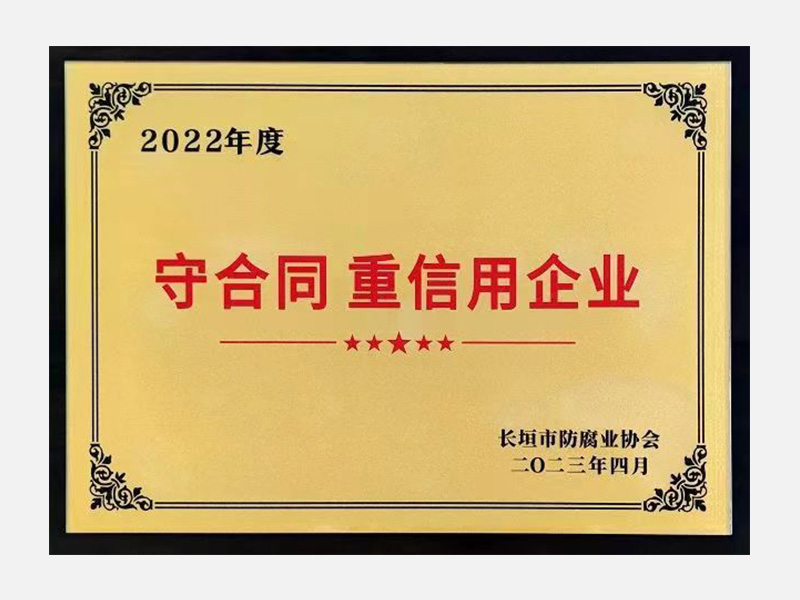 2022年度
守合同 重信用企业
长垣市防腐业协会
二〇二三年四月